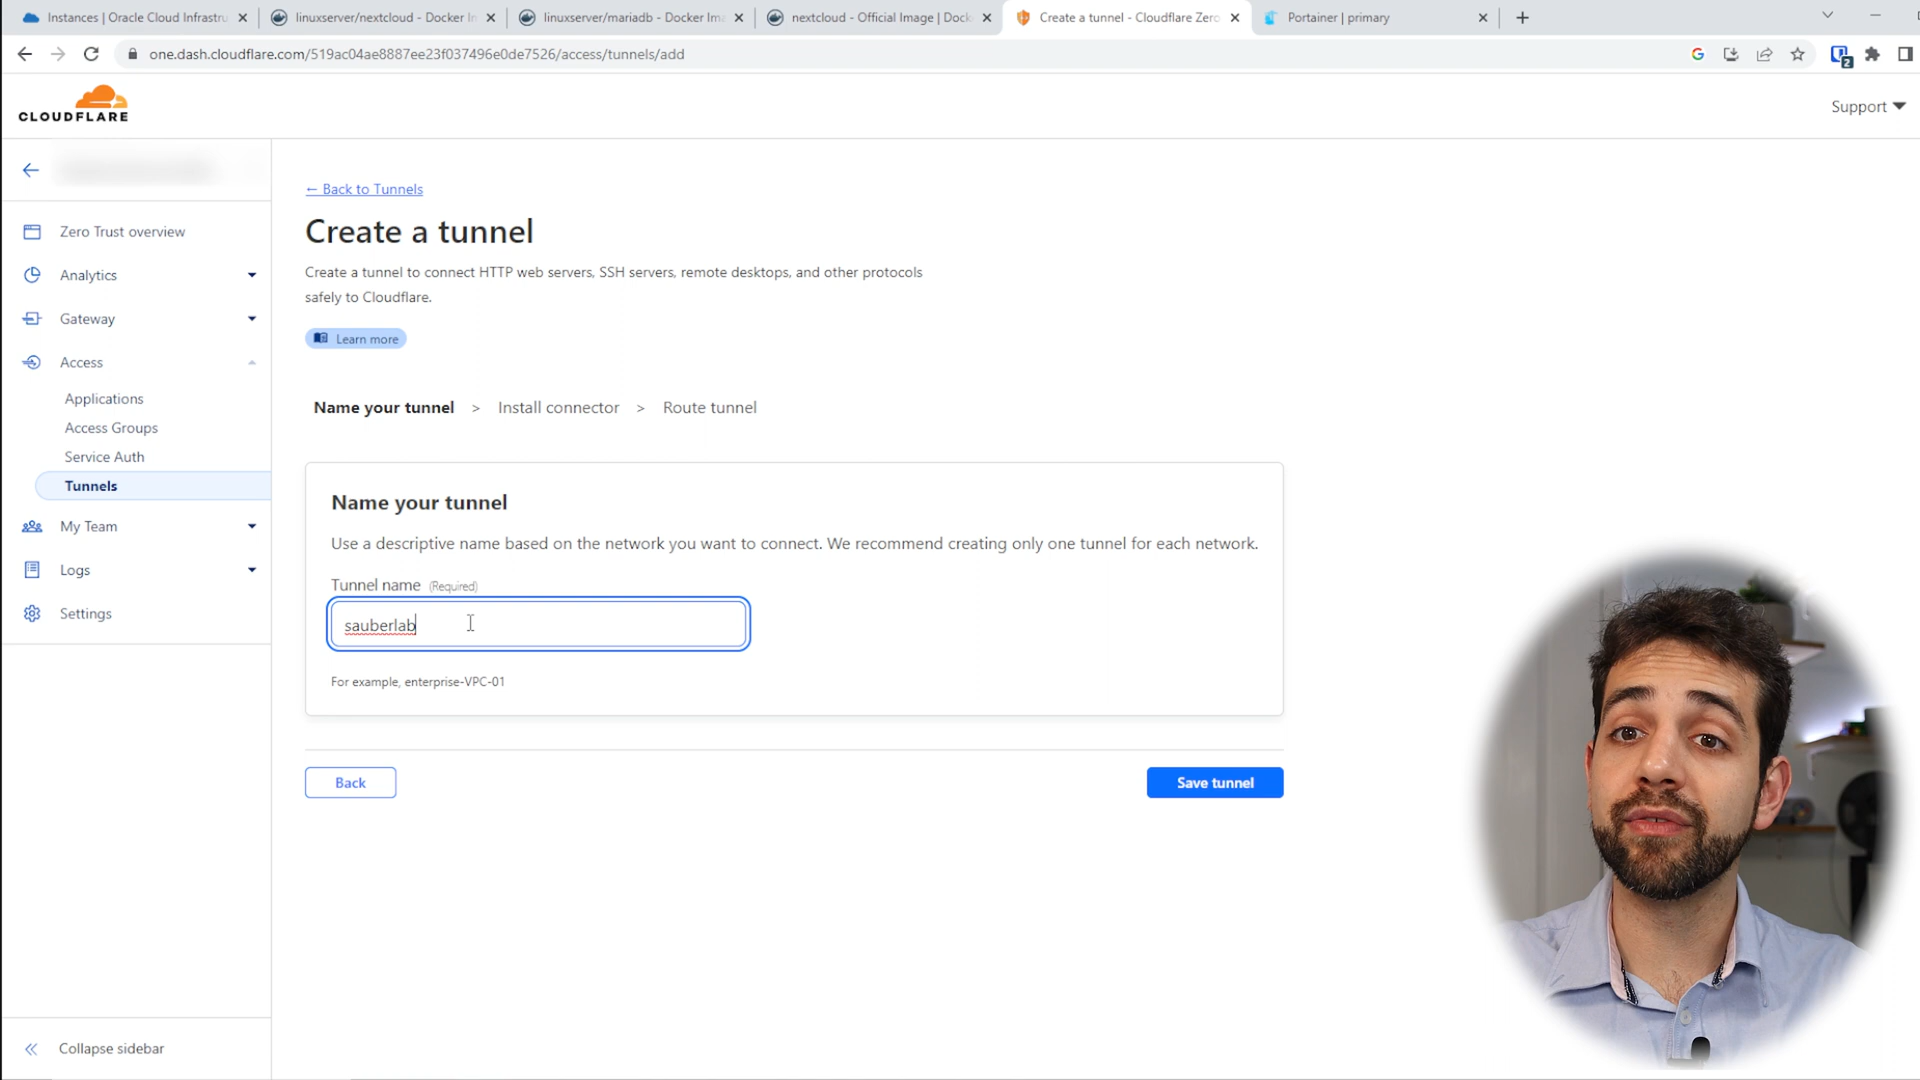 Instances | Oracle Cloud Infrastru
linuxserver/nextcloud - Docker In
linuxserver/mariadb - Docker Ima
nextcloud - Official Image | Dock
Create a tunnel - Cloudflare Zero
Portainer | primary
one.dash.cloudflare.com/519ac04ae8887ee23f037496e0de7526/access/tunnels/add
CLOUDFLARE
Support
Zero Trust overview
Analytics
Gateway
Access
Applications
Access Groups
Service Auth
Tunnels
My Team
Logs
Settings
Collapse sidebar
← Back to Tunnels
Create a tunnel
Create a tunnel to connect HTTP web servers, SSH servers, remote desktops, and other protocols
safely to Cloudflare.
Learn more
Name your tunnel > Install connector > Route tunnel
Name your tunnel
Use a descriptive name based on the network you want to connect. We recommend creating only one tunnel for each network.
Tunnel name (Required)
sauberlab
For example, enterprise-VPC-01
Back
Save tunnel